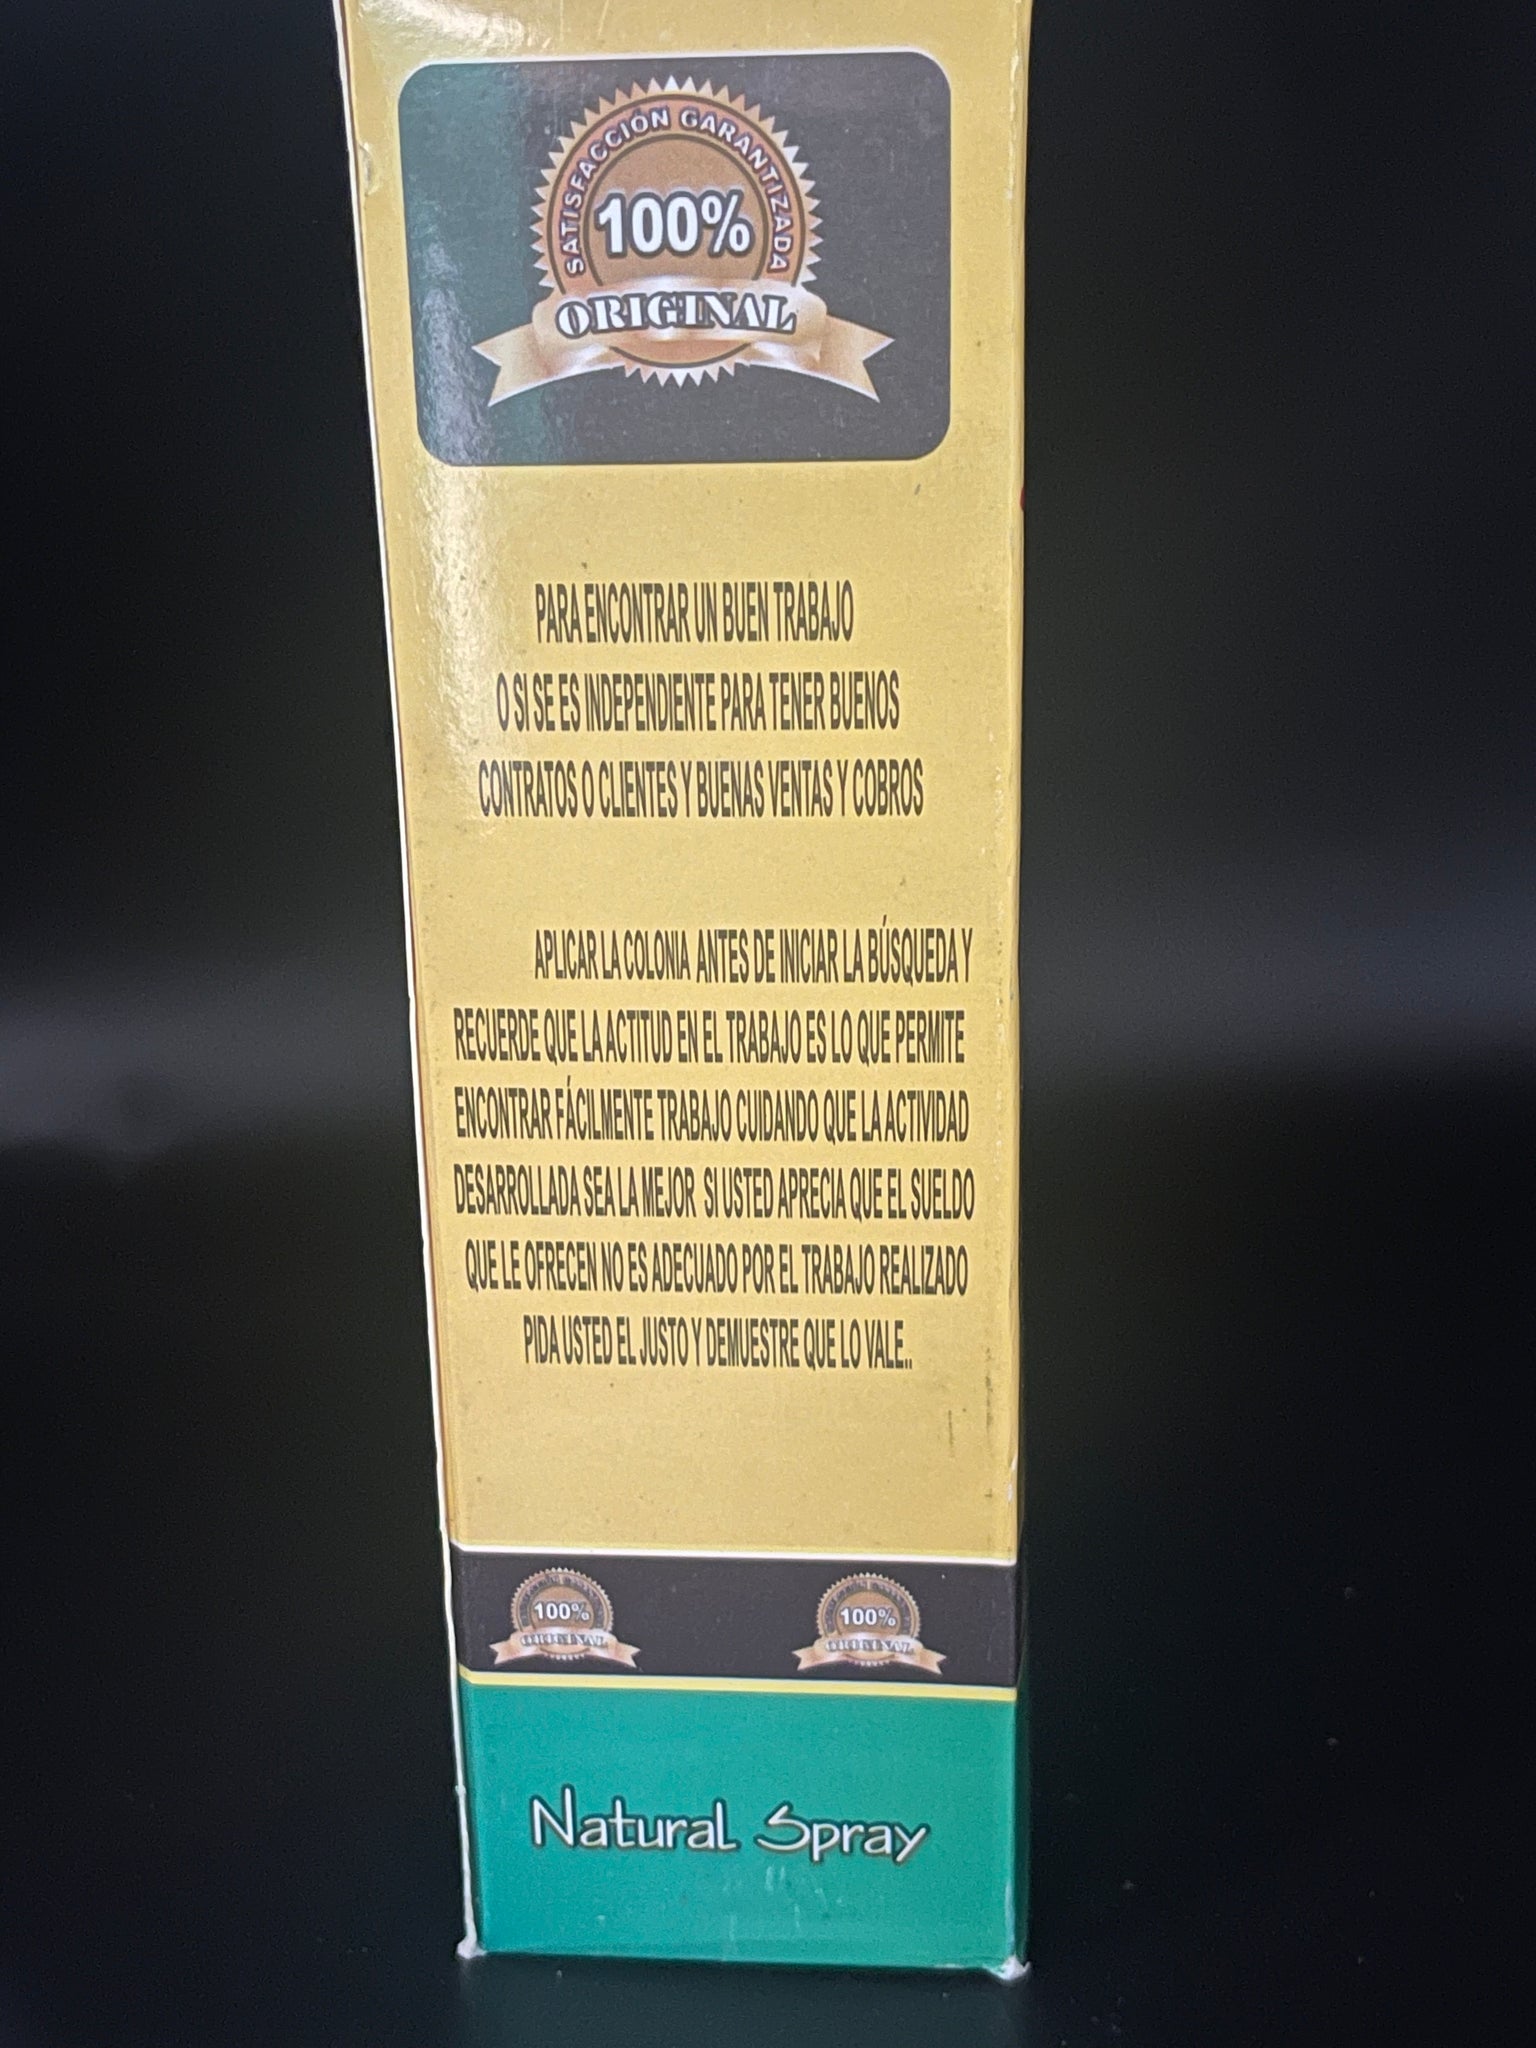 SATISFACCIÓN GARANTIZADA
100%
ORIGINAL
PARA ENCONTRAR UN BUEN TRABAJO
O SI SE ES INDEPENDIENTE PARA TENER BUENOS
CONTRATOS O CLIENTES Y BUENAS VENTAS Y COBROS
APLICAR LA COLONIA ANTES DE INICIAR LA BÚSQUEDA Y
RECUERDE QUE LA ACTITUD EN EL TRABAJO ES LO QUE PERMITE
ENCONTRAR FÁCILMENTE TRABAJO CUIDANDO QUE LA ACTIVIDAD
DESARROLLADA SEA LA MEJOR SI USTED APRECIA QUE EL SUELDO
QUE LE OFRECEN NO ES ADECUADO POR EL TRABAJO REALIZADO
PIDA USTED EL JUSTO Y DEMUESTRE QUE LO VALE..
100%
ORIGINAL
100%
ORIGINAL
Natural Spray